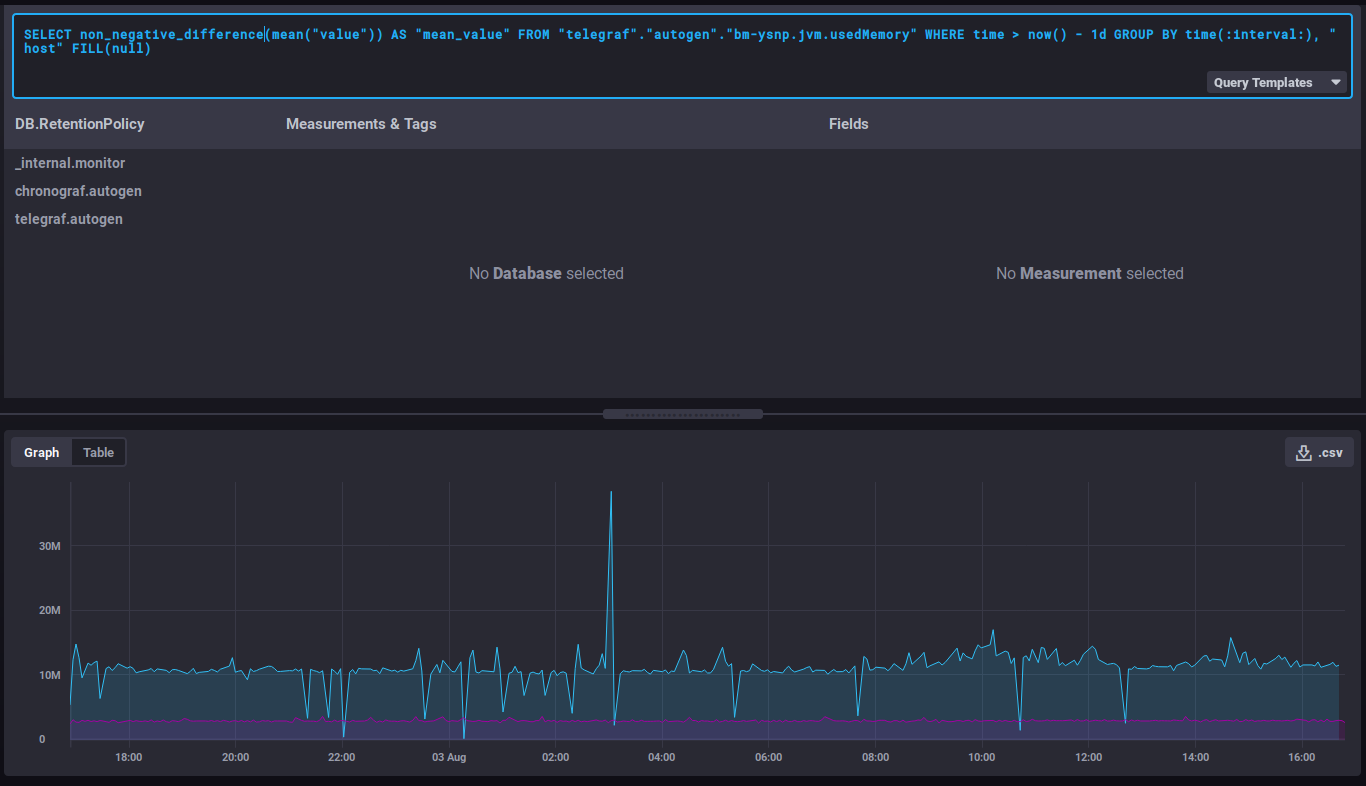 SELECT non_negative_difference(mean("value")) AS "mean_value" FROM "telegraf"."autogen"."bm-ysnp.jvm.usedMemory" WHERE time > now() - 1d GROUP BY time(:interval:), "
host" FILL(null)
Query Templates
DB.RetentionPolicy Measurements & Tags Fields
_internal.monitor
chronograf.autogen
telegraf.autogen
No Database selected No Measurement selected
Graph Table .csv
30M
20M
10M
0
18:00 20:00 22:00 03 Aug 02:00 04:00 06:00 08:00 10:00 12:00 14:00 16:00